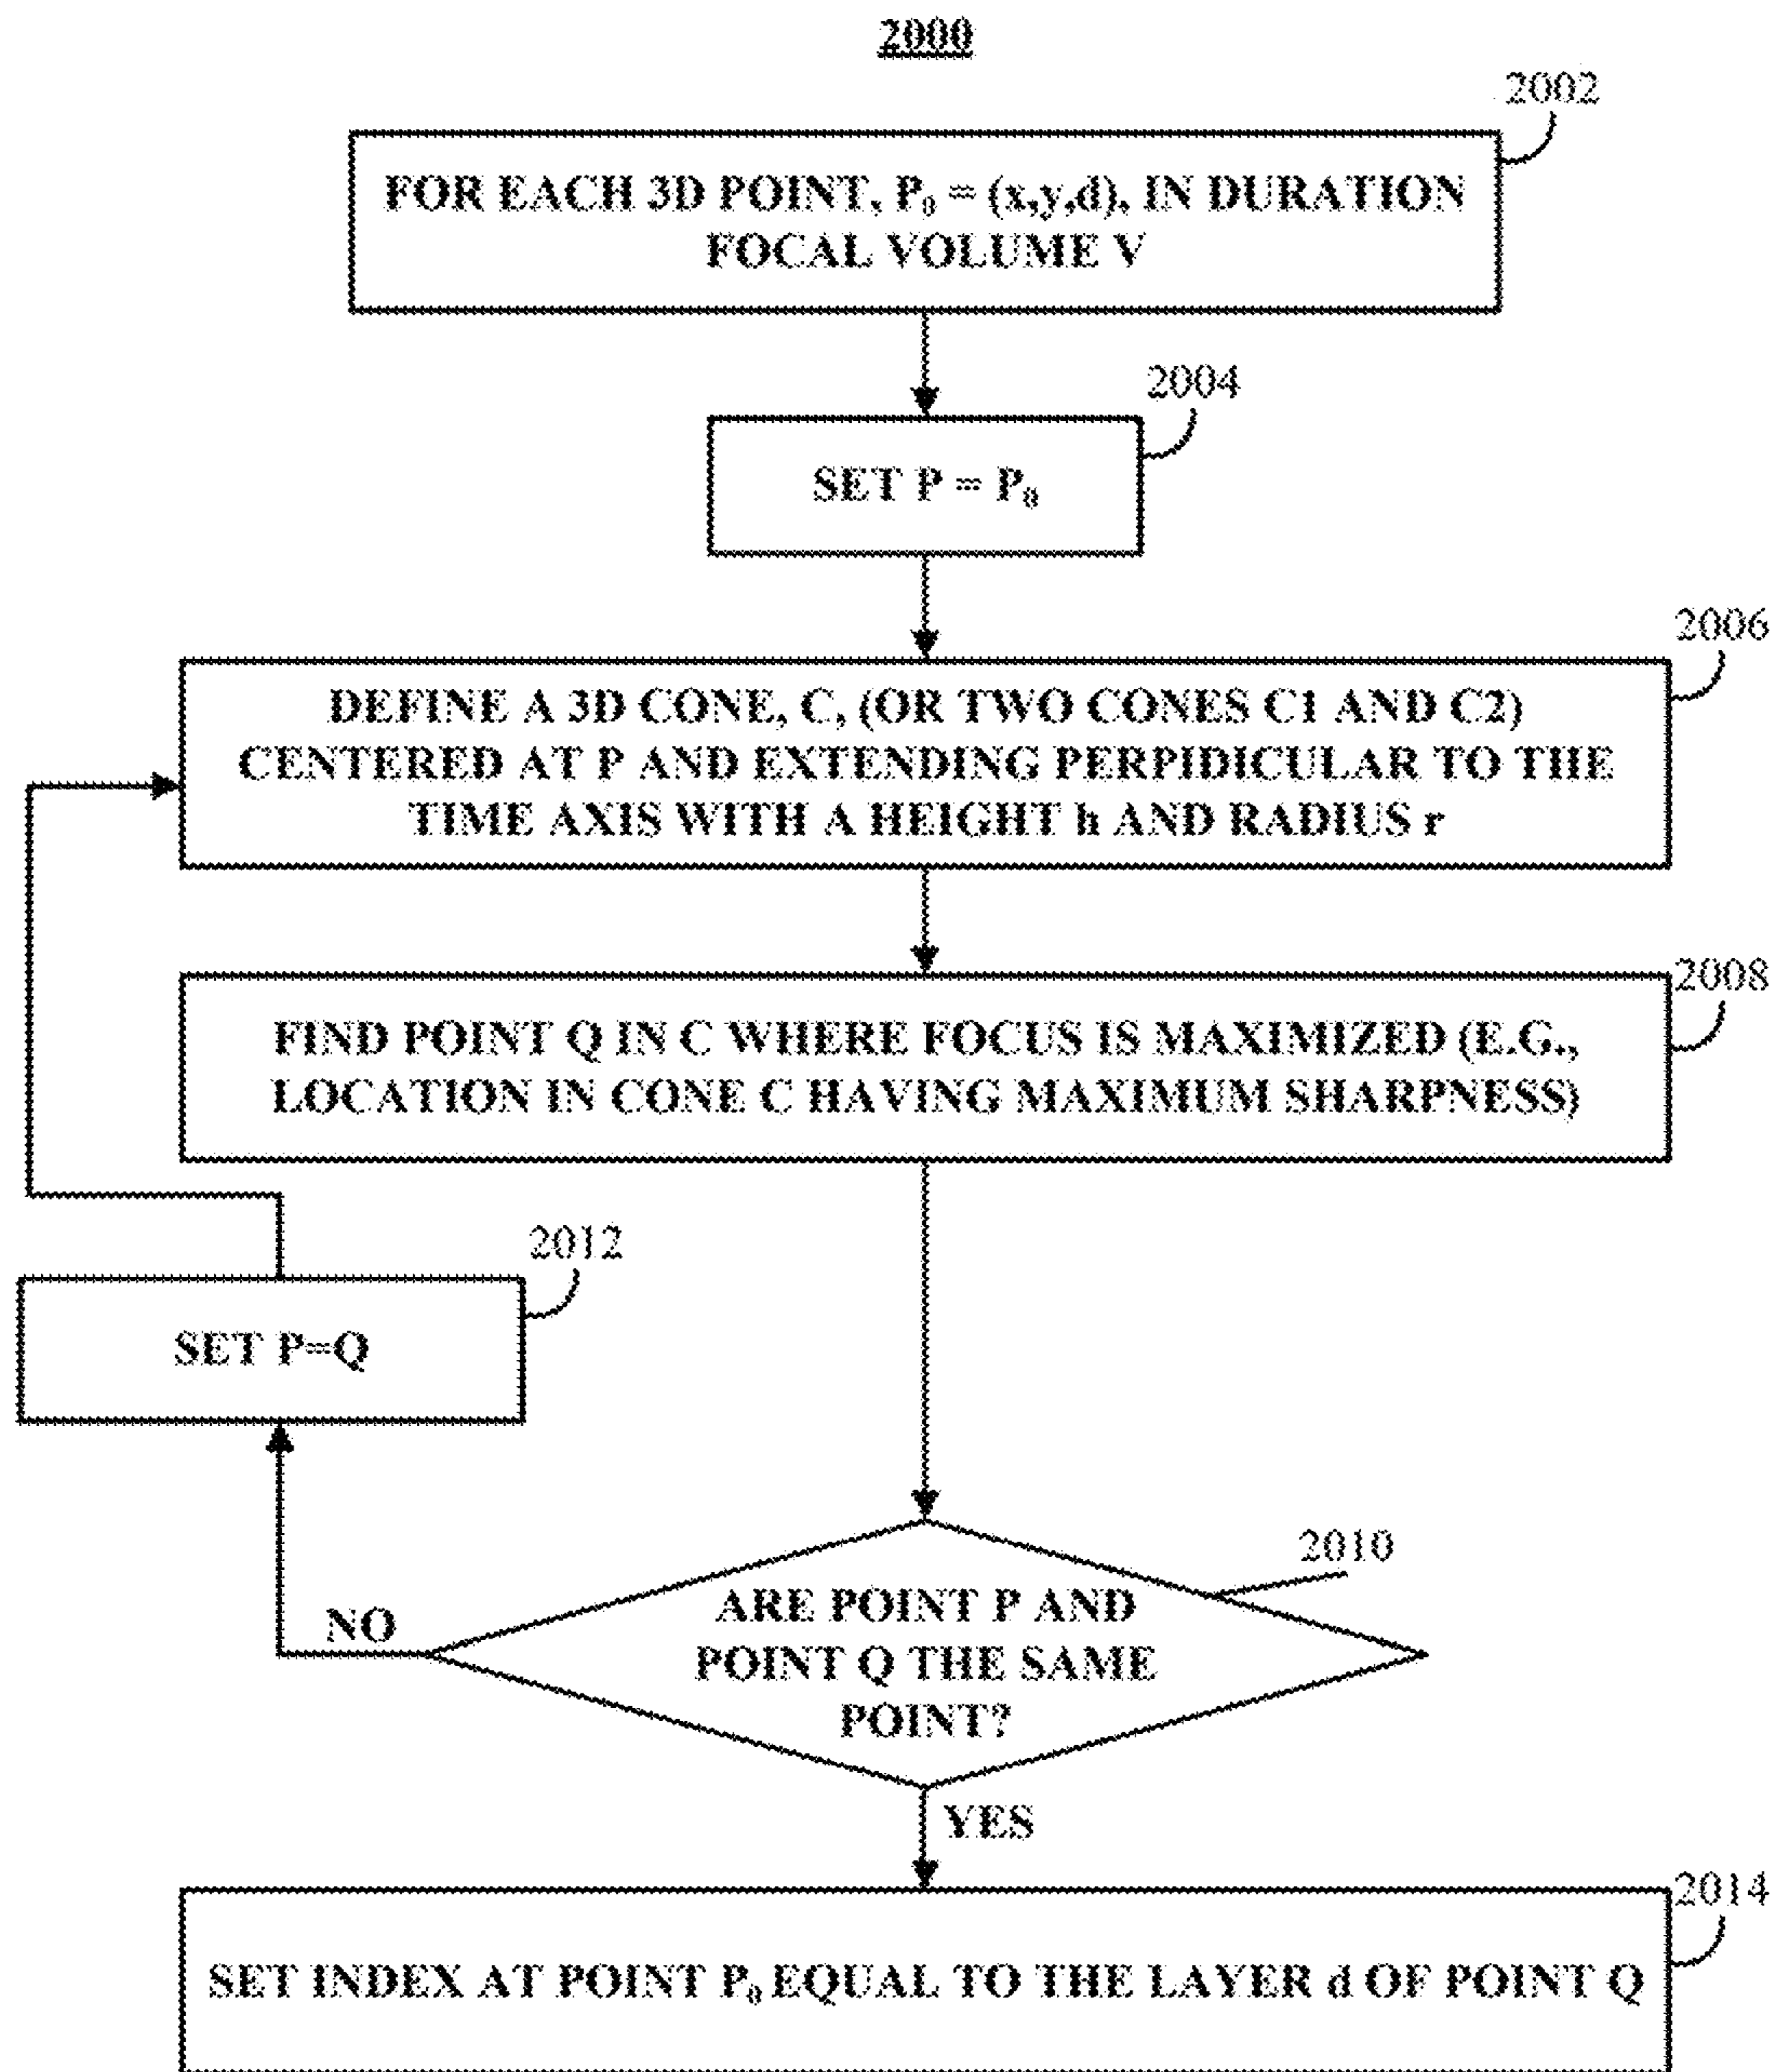 2000
2002
FOR EACH 3D POINT, P₀ = (x,y,d), IN DURATION
FOCAL VOLUME V
2004
SET P = P₀
2006
DEFINE A 3D CONE, C, (OR TWO CONES C1 AND C2)
CENTERED AT P AND EXTENDING PERPIDICULAR TO THE
TIME AXIS WITH A HEIGHT h AND RADIUS r
2008
FIND POINT Q IN C WHERE FOCUS IS MAXIMIZED (E.G.,
LOCATION IN CONE C HAVING MAXIMUM SHARPNESS)
2012
SET P=Q
2010
ARE POINT P AND
POINT Q THE SAME
POINT?
NO
YES
2014
SET INDEX AT POINT P₀ EQUAL TO THE LAYER d OF POINT Q